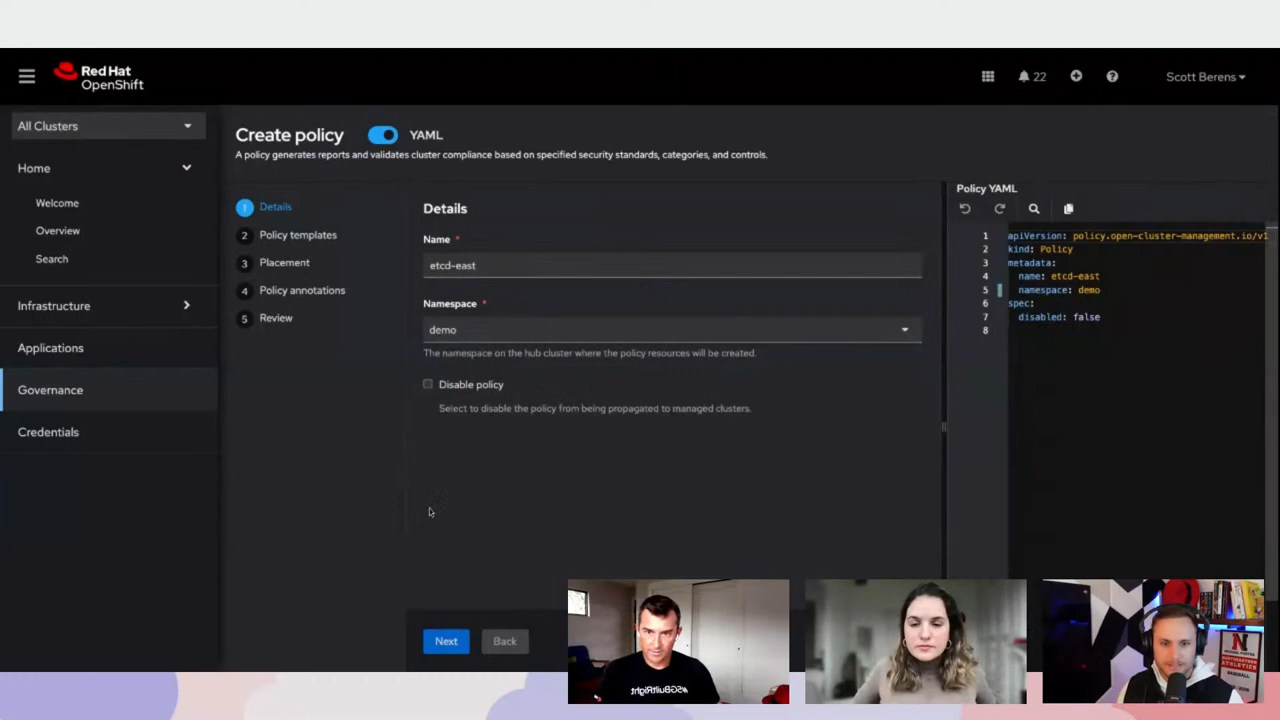 Red Hat
OpenShift
22
Scott Berens
All Clusters
Home
Welcome
Overview
Search
Infrastructure
Applications
Governance
Credentials
Create policy
YAML
A policy generates reports and validates cluster compliance based on specified security standards, categories, and controls.
1 Details
2 Policy templates
3 Placement
4 Policy annotations
5 Review
Details
Name *
etcd-east
Namespace *
demo
The namespace on the hub cluster where the policy resources will be created.
Disable policy
Select to disable the policy from being propagated to managed clusters.
Next
Back
Policy YAML
1 apiVersion: policy.open-cluster-management.io/v1
2 kind: Policy
3 metadata:
4 name: etcd-east
5 namespace: demo
6 spec:
7 disabled: false
8
#SGBuiltRight
N
NORTHWESTERN
ATHLETICS
BASEBALL